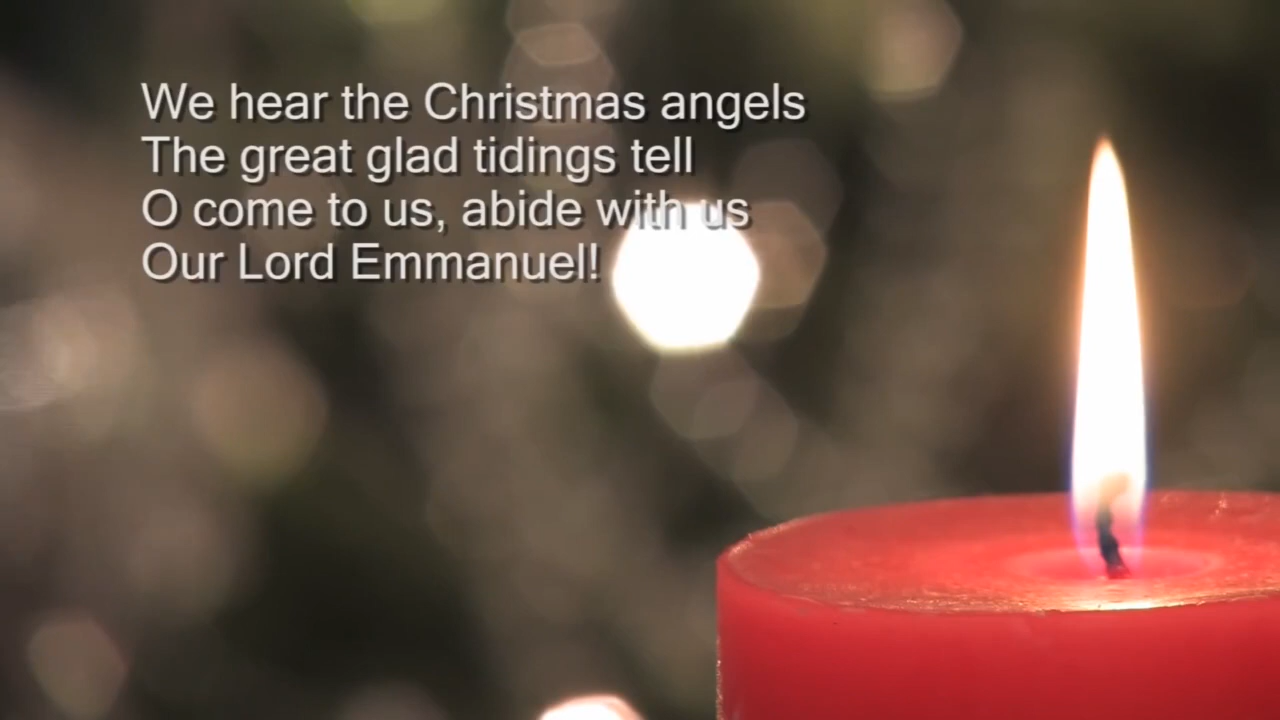 We hear the Christmas angels
The great glad tidings tell
O come to us, abide with us
Our Lord Emmanuel!